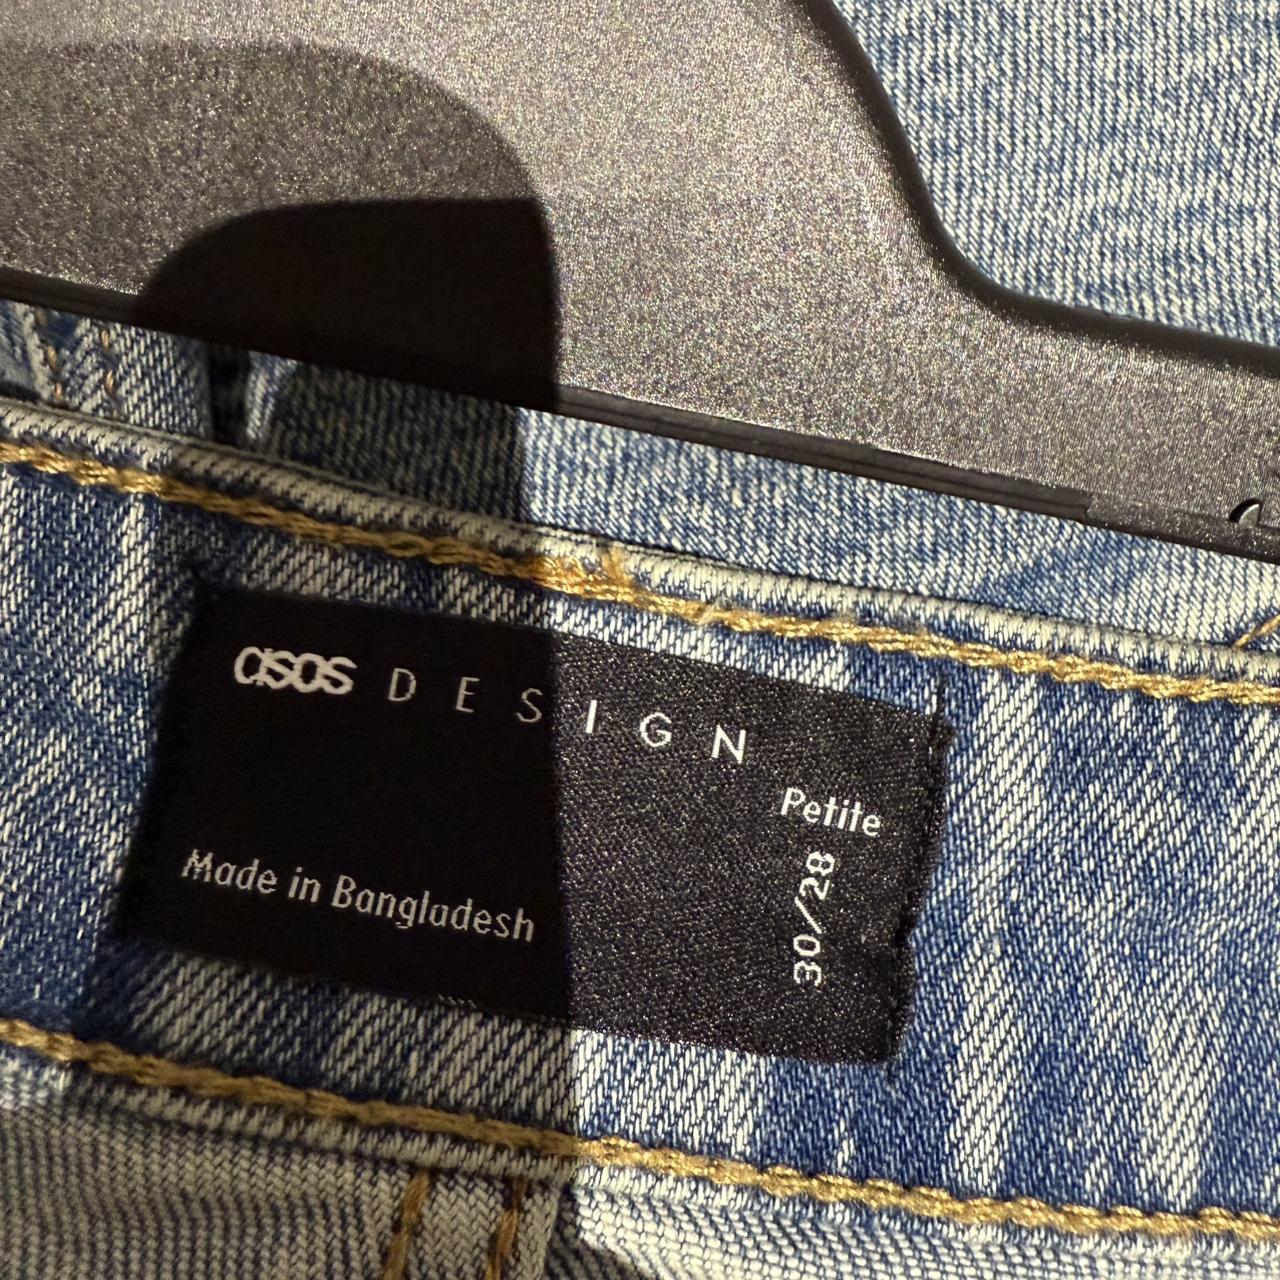 asos DESIGN
Petite
30/28
Made in Bangladesh